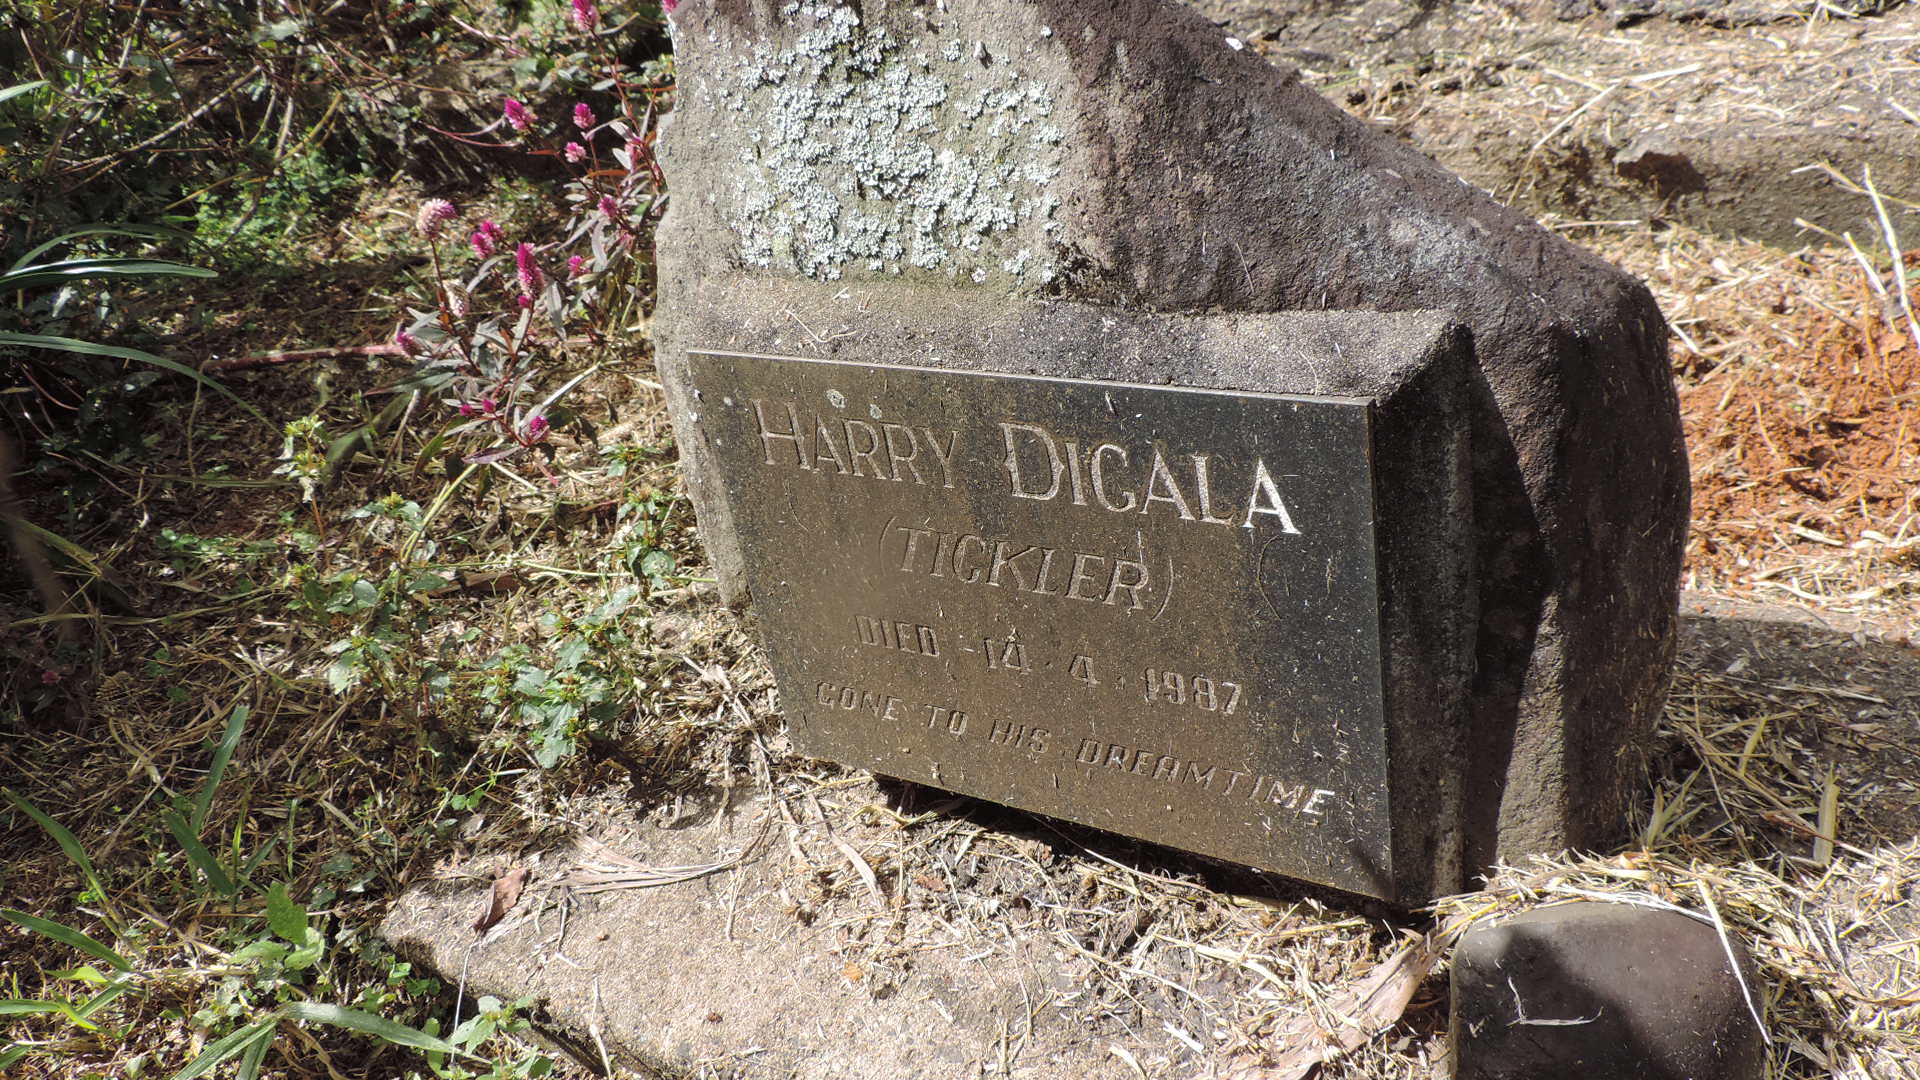 HARRY DIGALA
(TICKLER)
DIED - 14 . 4 . 1987
GONE TO HIS DREAMTIME